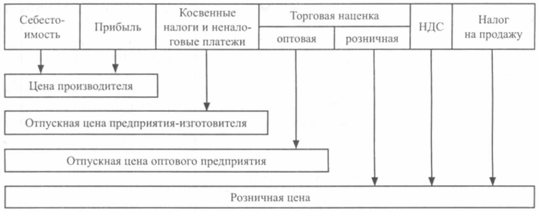 Себесто-
имость
Прибыль
Косвенные
налоги и ненало-
говые платежи
Торговая наценка
оптовая
розничная
НДС
Налог
на продажу
Цена производителя
Отпускная цена предприятия-изготовителя
Отпускная цена оптового предприятия
Розничная цена